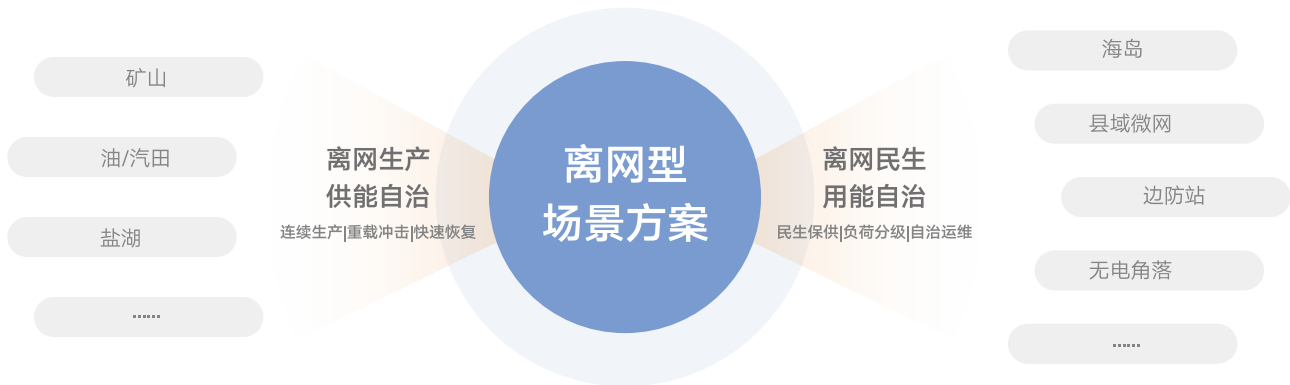 矿山
油/汽田
盐湖
……
离网生产
供能自治
连续生产|重载冲击|快速恢复
离网型
场景方案
离网民生
用能自治
民生保供|负荷分级|自治运维
海岛
县域微网
边防站
无电角落
……